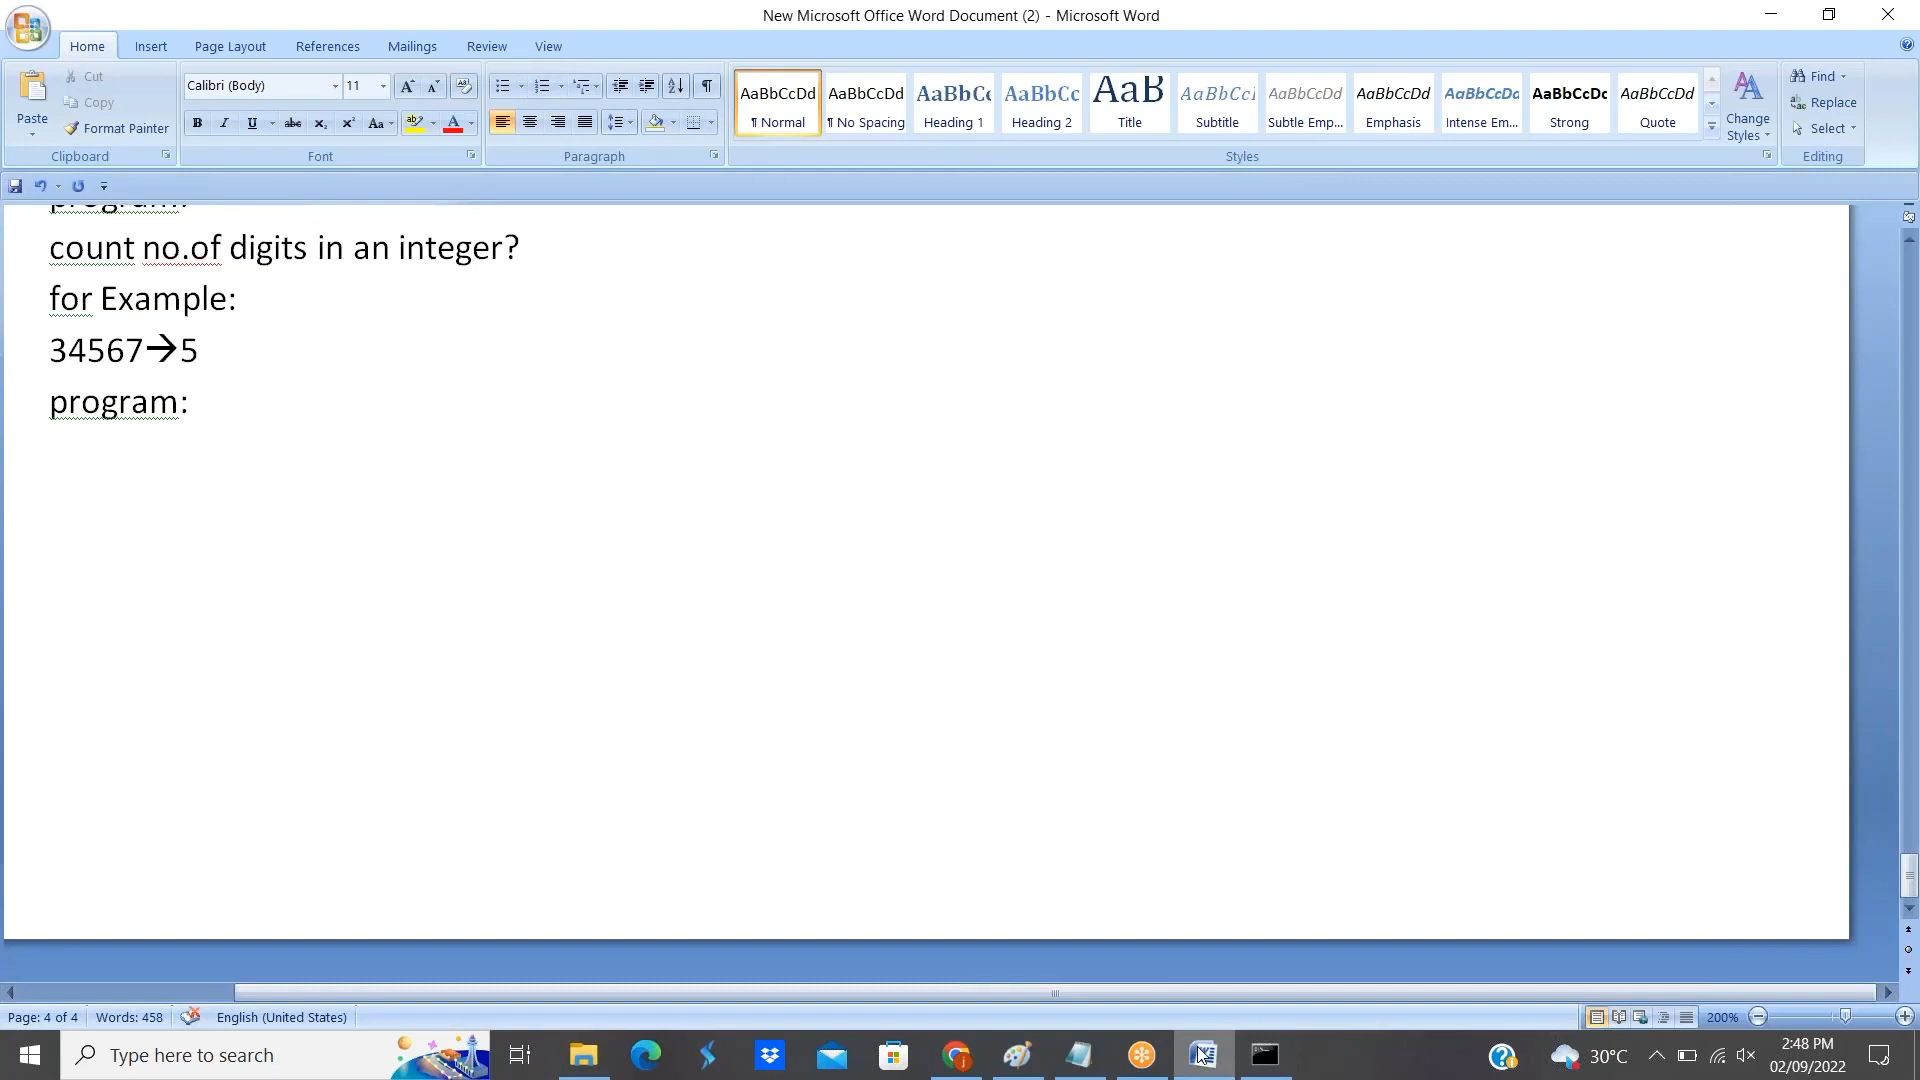 New Microsoft Office Word Document (2) - Microsoft Word
Home Insert Page Layout References Mailings Review View
Paste
Cut
Copy
Format Painter
Clipboard
Calibri (Body) 11
Font
Paragraph
AaBbCcDd AaBbCcDd AaBbCc AaBbCc AaB AaBbCcI AaBbCcDd AaBbCcDd AaBbCcDd AaBbCcDc AaBbCcDd
¶ Normal ¶ No Spacing Heading 1 Heading 2 Title Subtitle Subtle Emp... Emphasis Intense Em... Strong Quote
Change Styles
Styles
Find
Replace
Select
Editing
program:
count no.of digits in an integer?
for Example:
34567→5
program:
Page: 4 of 4 Words: 458 English (United States) 200%
Type here to search
30°C
2:48 PM
02/09/2022